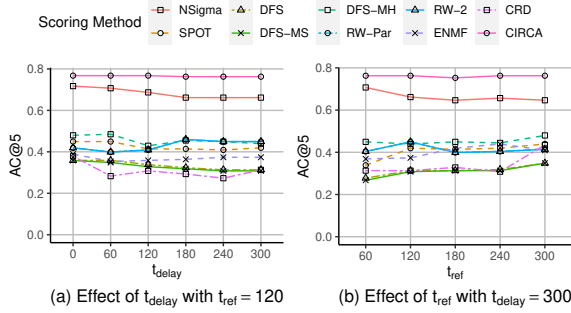 Scoring Method
NSigma DFS DFS−MH RW−2 CRD
SPOT DFS−MS RW−Par ENMF CIRCA
AC@5
0.8
0.6
0.4
0.2
0.0
0 60 120 180 240 300
t_delay
(a) Effect of t_delay with t_ref = 120
AC@5
0.8
0.6
0.4
0.2
0.0
60 120 180 240 300
t_ref
(b) Effect of t_ref with t_delay = 300